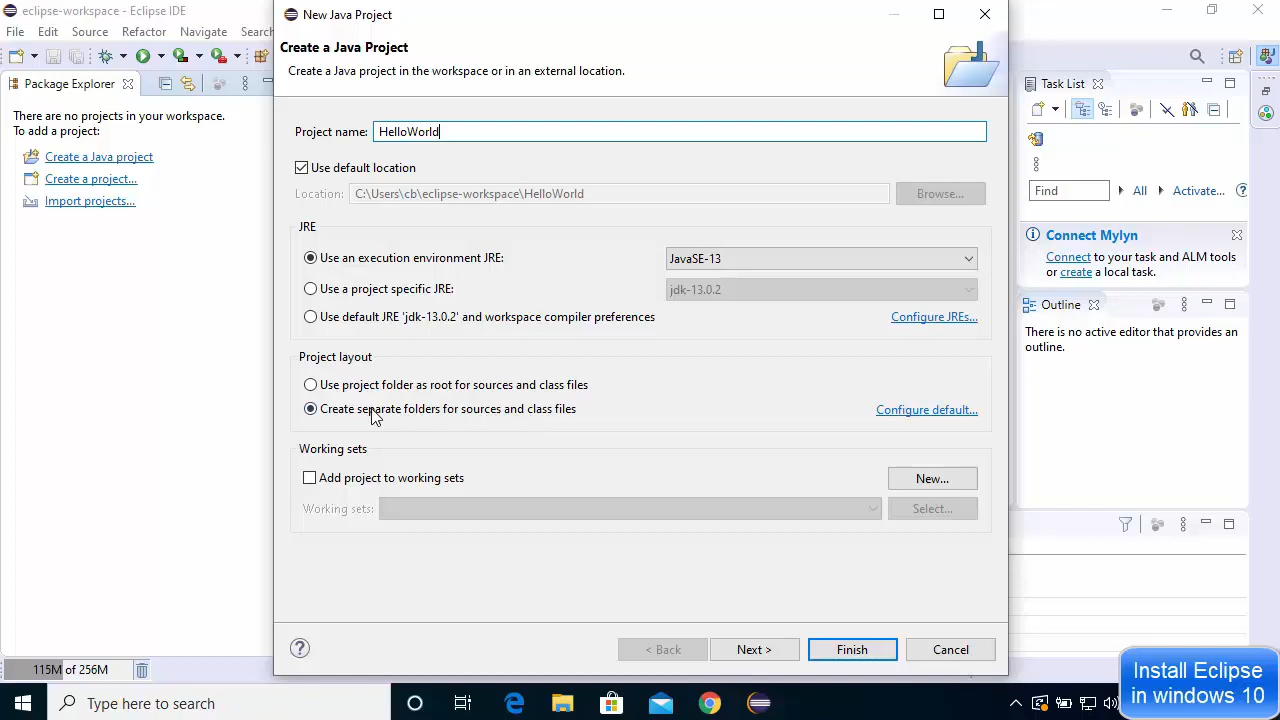 eclipse-workspace - Eclipse IDE
File Edit Source Refactor Navigate Search
Package Explorer
There are no projects in your workspace.
To add a project:
Create a Java project
Create a project...
Import projects...
115M of 256M
New Java Project
Create a Java Project
Create a Java project in the workspace or in an external location.
Project name: HelloWorld
Use default location
Location: C:\Users\cb\eclipse-workspace\HelloWorld Browse...
JRE
Use an execution environment JRE: JavaSE-13
Use a project specific JRE: jdk-13.0.2
Use default JRE 'jdk-13.0.2' and workspace compiler preferences Configure JREs...
Project layout
Use project folder as root for sources and class files
Create separate folders for sources and class files Configure default...
Working sets
Add project to working sets New...
Working sets: Select...
< Back Next > Finish Cancel
Task List
Find All Activate...
Connect Mylyn
Connect to your task and ALM tools
or create a local task.
Outline
There is no active editor that provides an
outline.
Install Eclipse
in windows 10
Type here to search